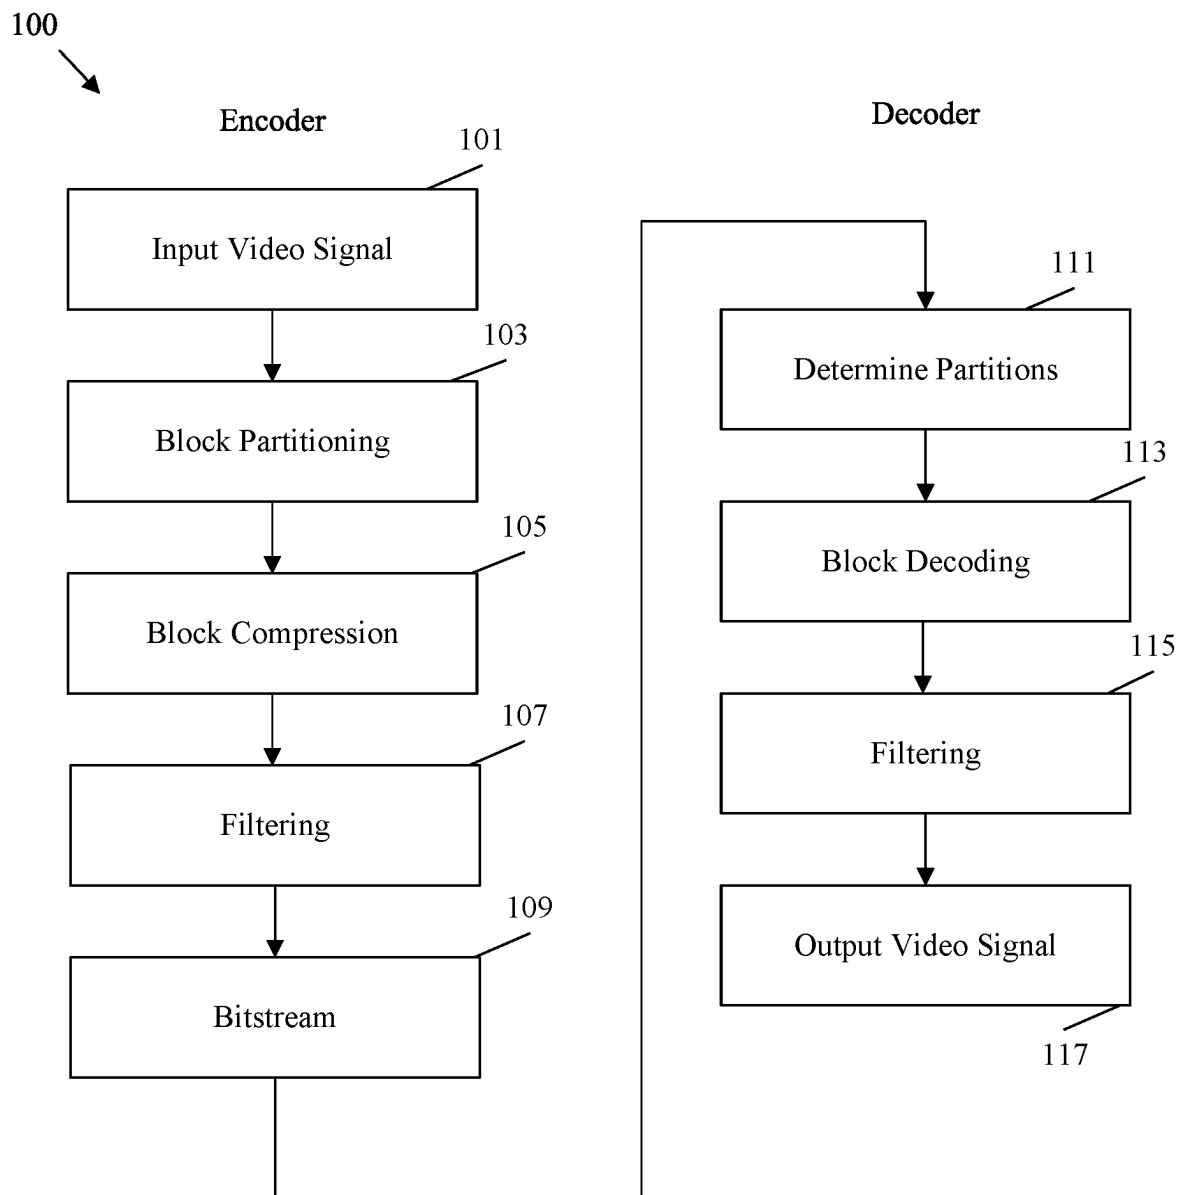 100
Encoder
101
Input Video Signal
103
Block Partitioning
105
Block Compression
107
Filtering
109
Bitstream
Decoder
111
Determine Partitions
113
Block Decoding
115
Filtering
Output Video Signal
117